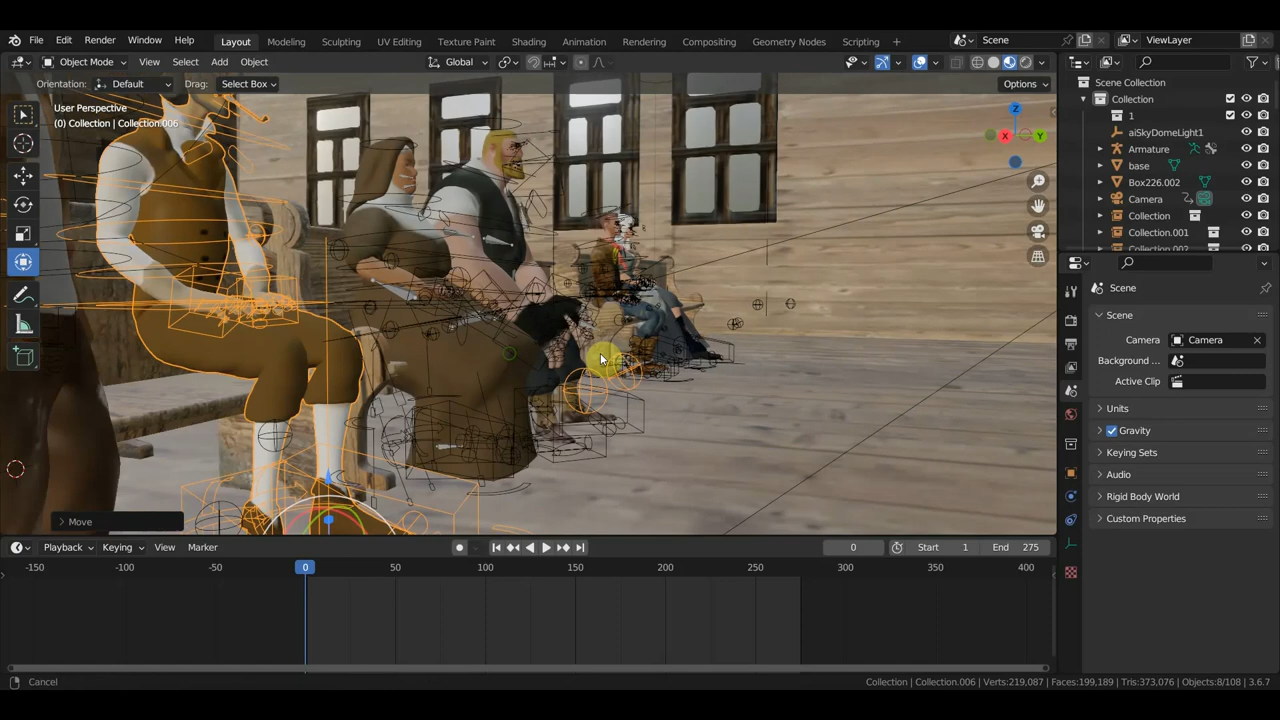 File Edit Render Window Help Layout Modeling Sculpting UV Editing Texture Paint Shading Animation Rendering Compositing Geometry Nodes Scripting + Scene ViewLayer
Object Mode View Select Add Object Global
Orientation: Default Drag: Select Box Options
User Perspective
(0) Collection | Collection.006
X Y Z
Move
Scene Collection
Collection
1
aiSkyDomeLight1
Armature
base
Box226.002
Camera
Collection
Collection.001
Collection.002
Scene
Scene
Camera Camera
Background ...
Active Clip
Units
Gravity
Keying Sets
Audio
Rigid Body World
Custom Properties
Playback Keying View Marker 0 Start 1 End 275
-150 -100 -50 0 50 100 150 200 250 300 350 400
Cancel Collection | Collection.006 | Verts:219,087 | Faces:199,189 | Tris:373,076 | Objects:8/108 | 3.6.7